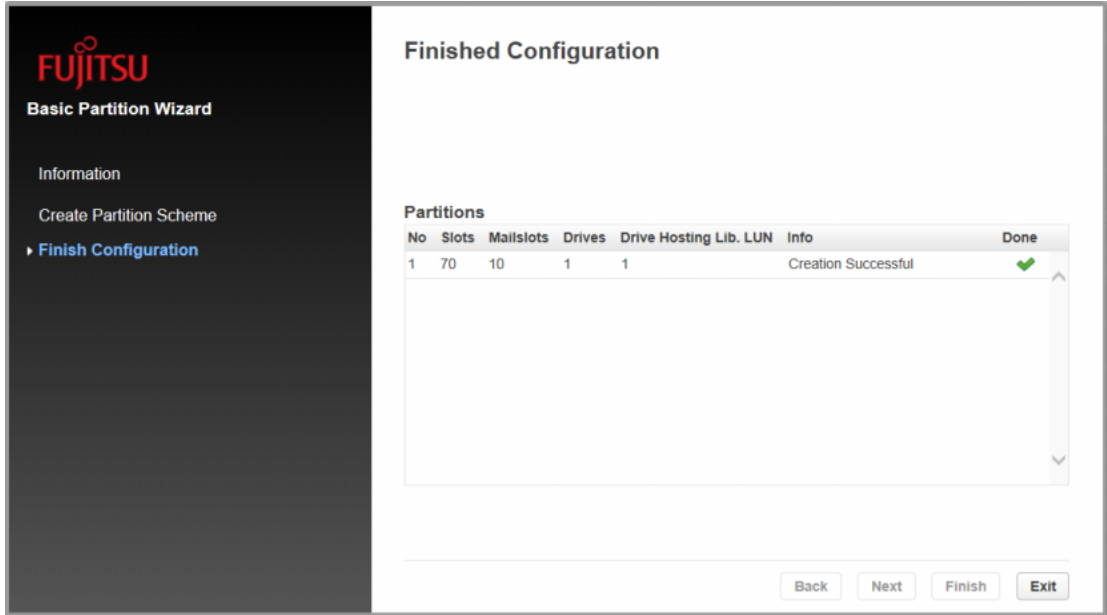 FUJITSU
Basic Partition Wizard
Information
Create Partition Scheme
Finish Configuration
Finished Configuration
Partitions
No Slots Mailslots Drives Drive Hosting Lib. LUN Info Done
1 70 10 1 1 Creation Successful
Back Next Finish Exit